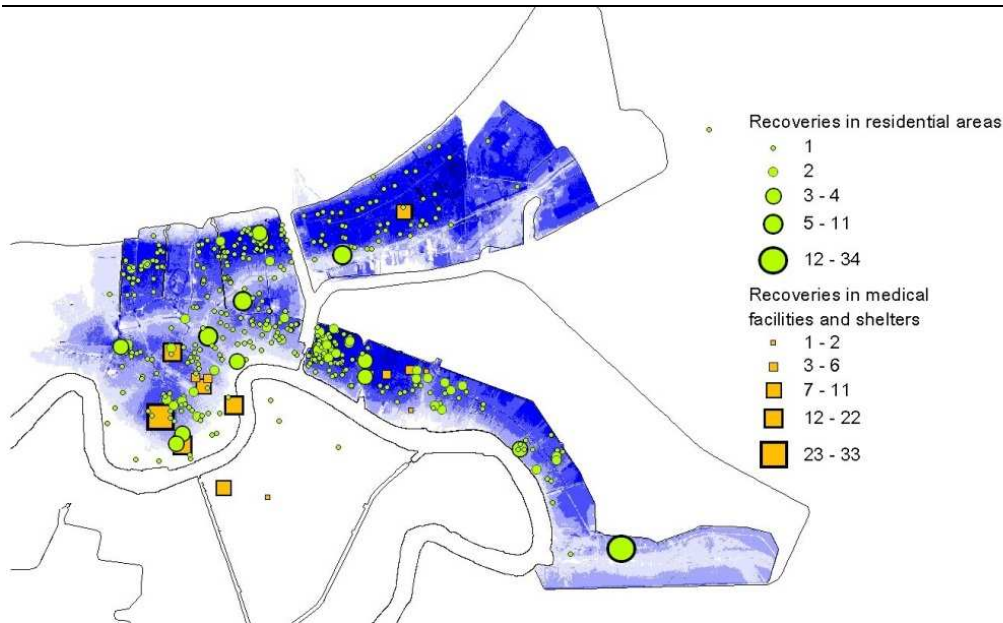 Recoveries in residential areas
1
2
3 - 4
5 - 11
12 - 34
Recoveries in medical
facilities and shelters
1 - 2
3 - 6
7 - 11
12 - 22
23 - 33